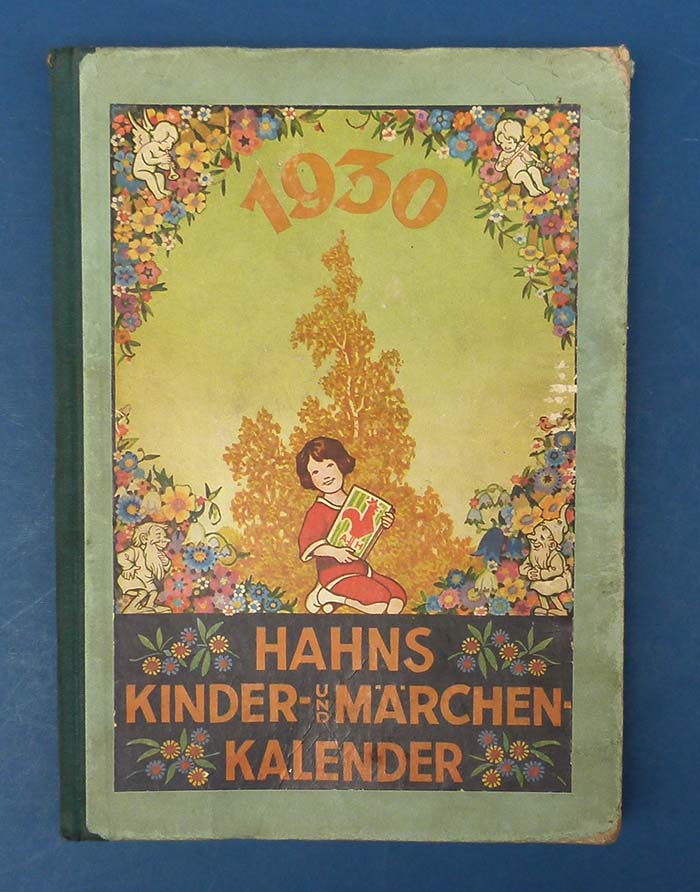 1930
HAHNS
KINDER- UND MÄRCHEN-
KALENDER